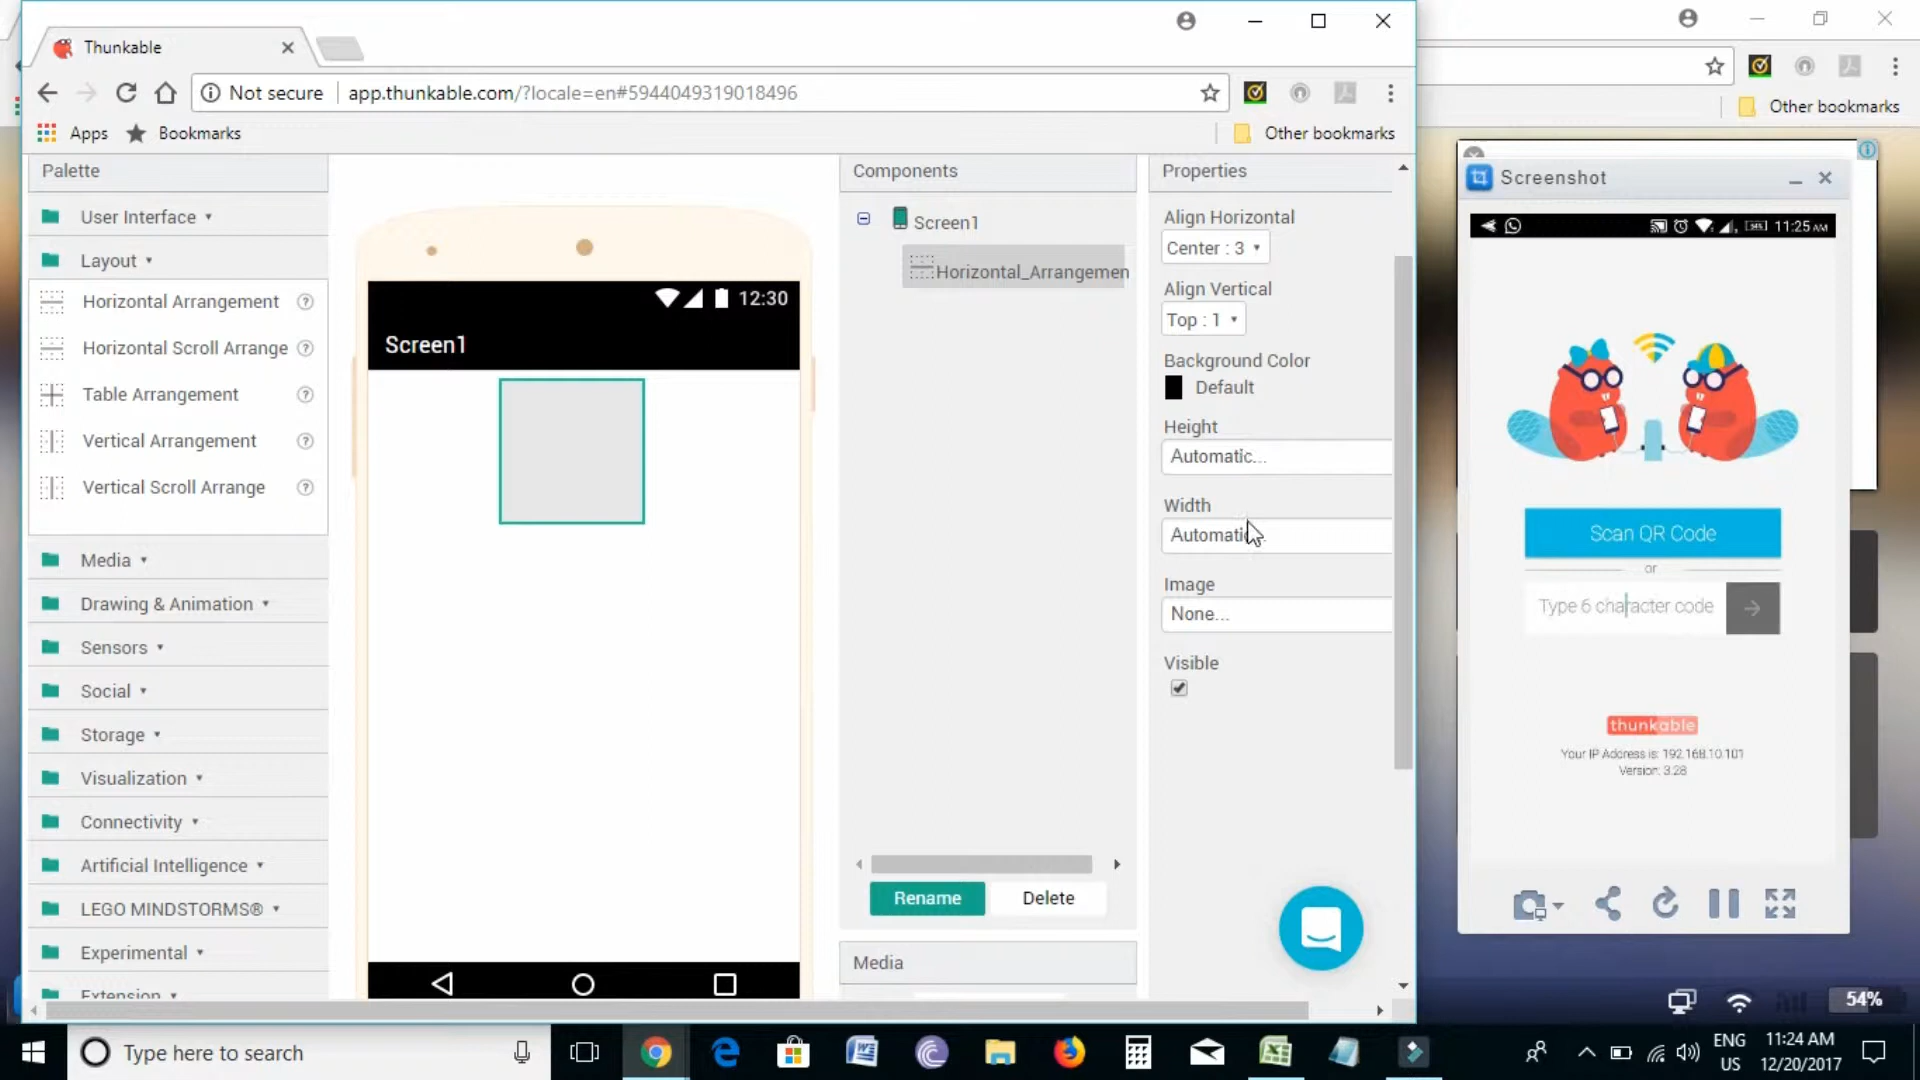 Thunkable
Not secure
app.thunkable.com/?locale=en#5944049319018496
Apps
Bookmarks
Other bookmarks
Other bookmarks
Palette
User Interface
Layout
Horizontal Arrangement
Horizontal Scroll Arrange
Table Arrangement
Vertical Arrangement
Vertical Scroll Arrange
Media
Drawing & Animation
Sensors
Social
Storage
Visualization
Connectivity
Artificial Intelligence
LEGO MINDSTORMS®
Experimental
Extension
12:30
Screen1
Components
Screen1
Horizontal_Arrangemen
Rename
Delete
Media
Properties
Align Horizontal
Center : 3
Align Vertical
Top : 1
Background Color
Default
Height
Automatic...
Width
Automatic...
Image
None...
Visible
Screenshot
34%
11:25 AM
Scan QR Code
or
Type 6 character code
thunkable
Your IP Address is: 192.168.10.101
Version: 3.28
54%
Type here to search
ENG
US
11:24 AM
12/20/2017